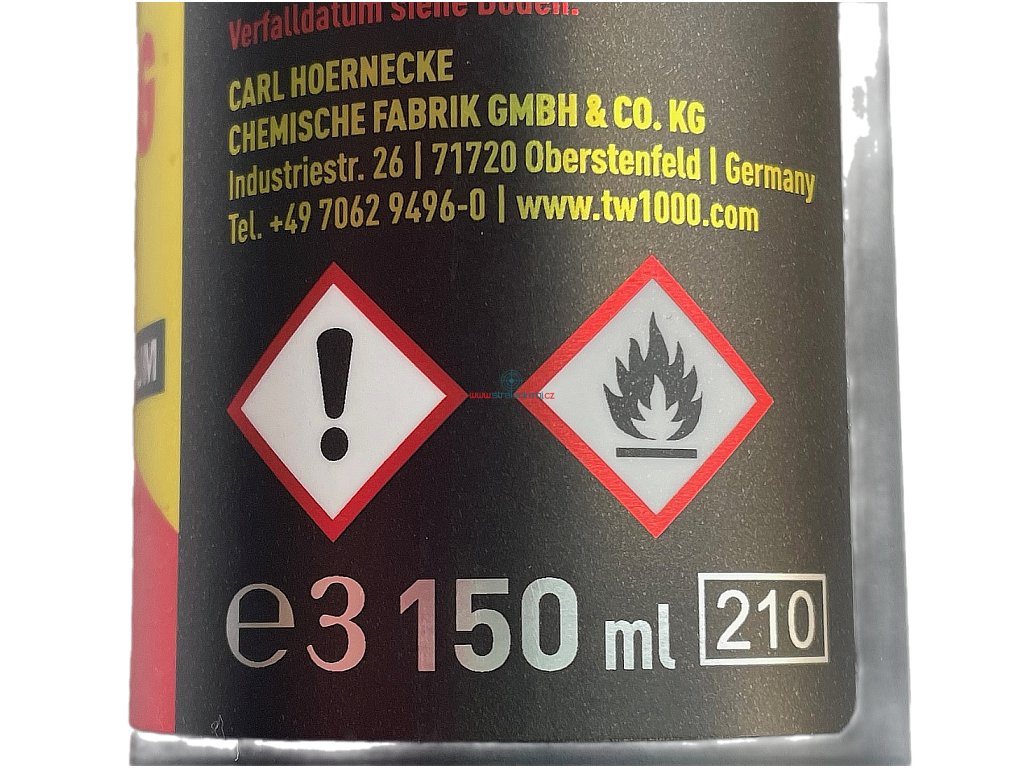 Verfalldatum siehe Boden.
CARL HOERNECKE
CHEMISCHE FABRIK GMBH & CO. KG
Industriestr. 26 | 71720 Oberstenfeld | Germany
Tel. +49 7062 9496-0 | www.tw1000.com
G
UM
e3 150 ml 210